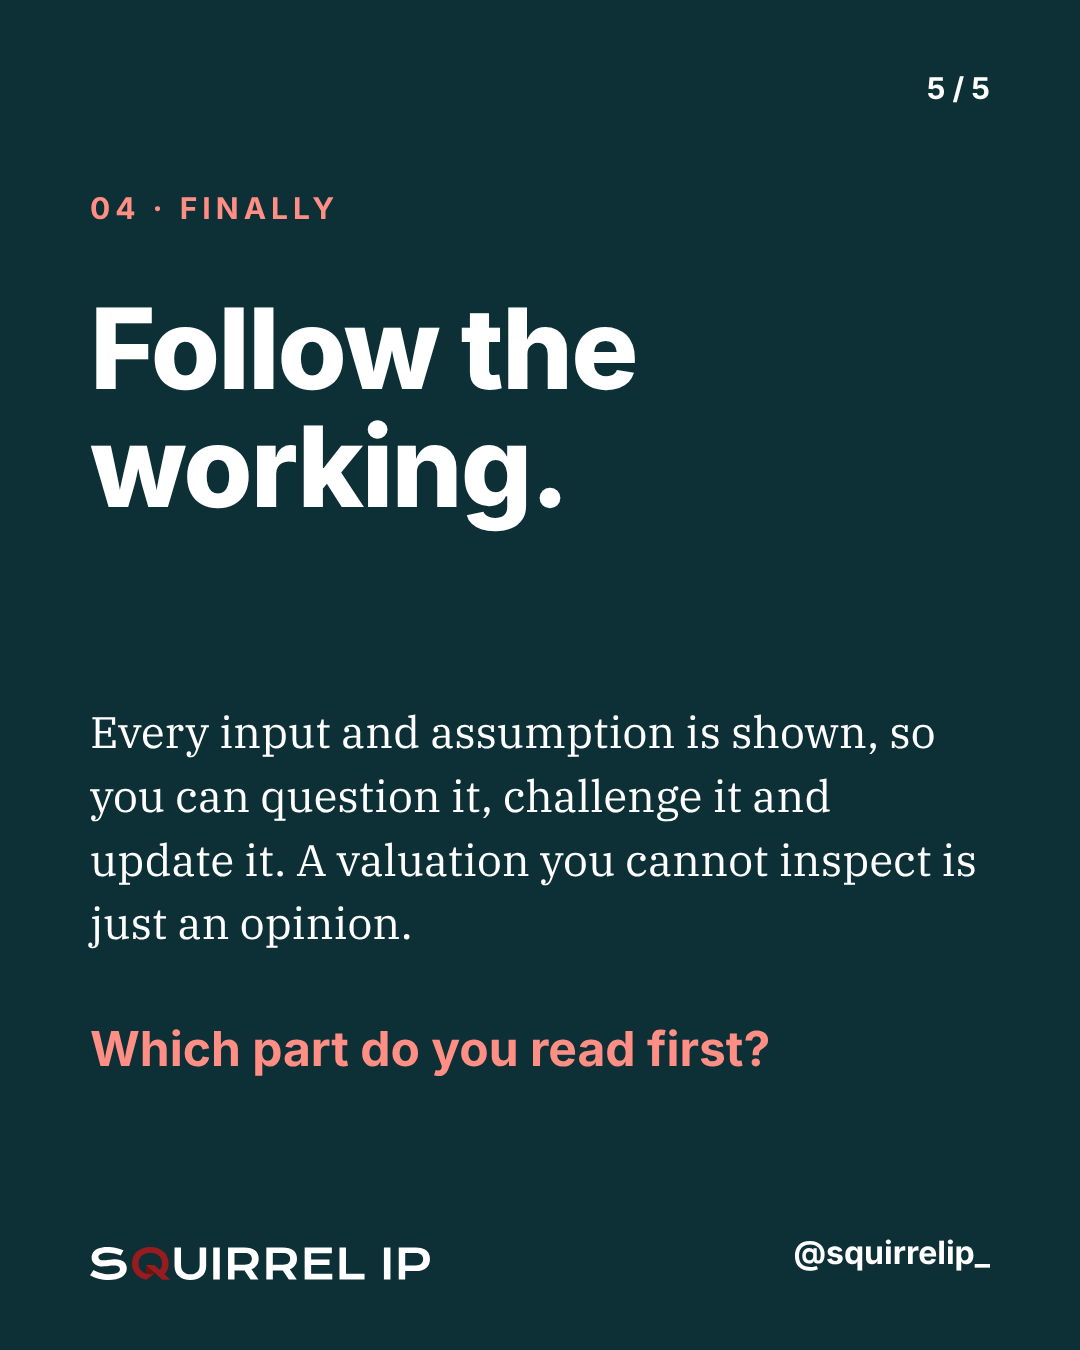 5 / 5
04 · FINALLY
Follow the
working.
Every input and assumption is shown, so
you can question it, challenge it and
update it. A valuation you cannot inspect is
just an opinion.
Which part do you read first?
SQUIRREL IP
@squirrelip_